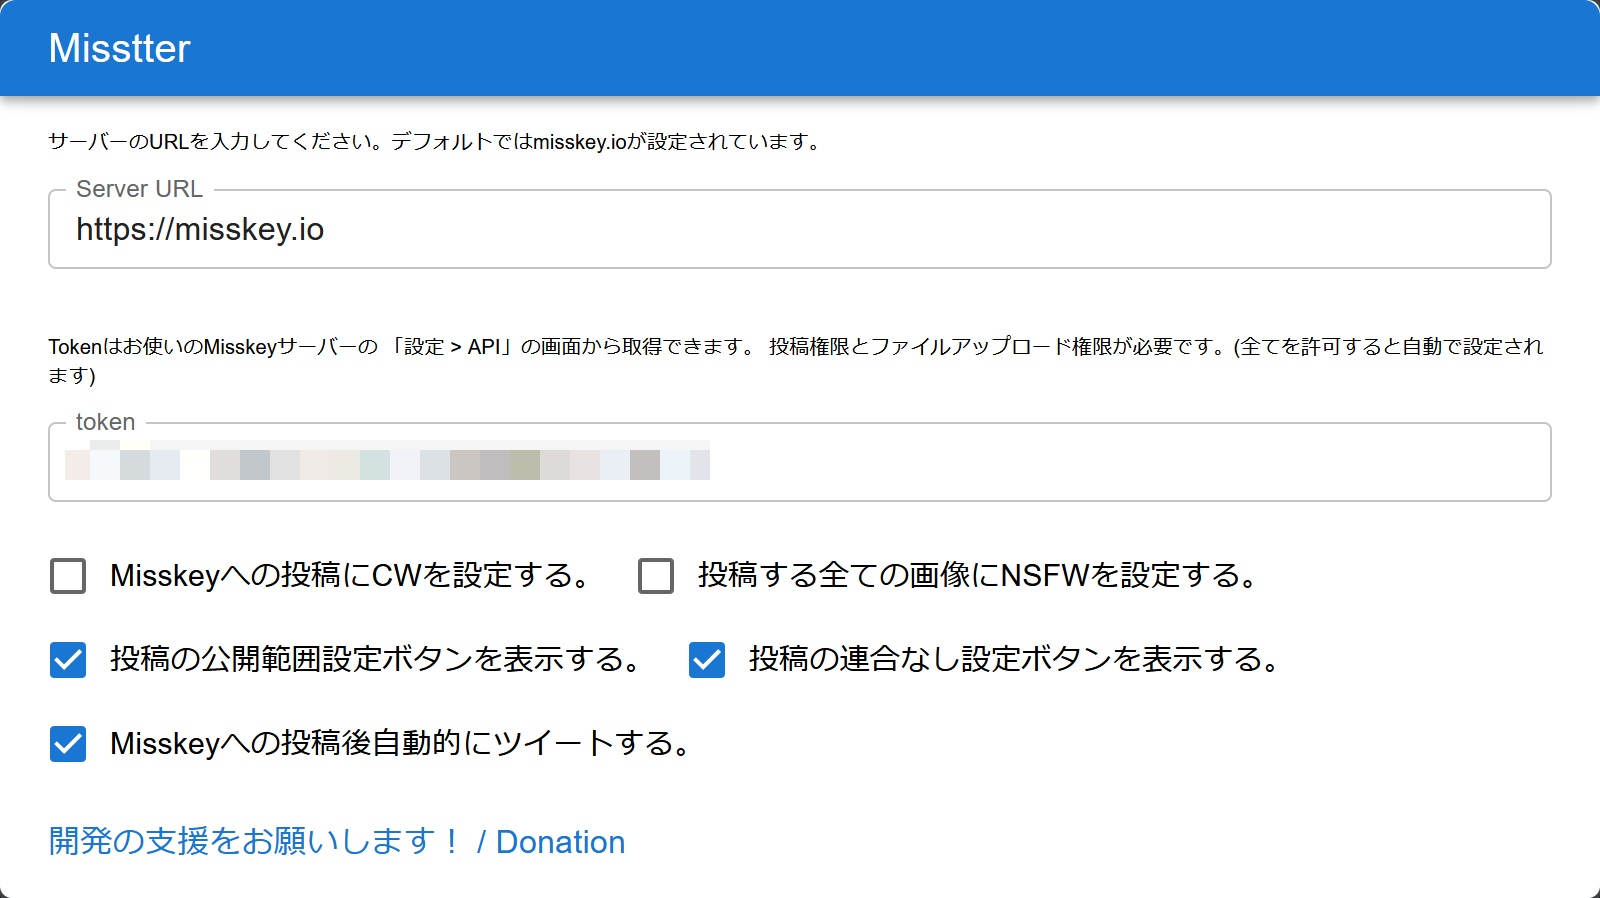 Misstter
サーバーのURLを入力してください。デフォルトではmisskey.ioが設定されています。
Server URL
https://misskey.io
Tokenはお使いのMisskeyサーバーの 「設定 > API」の画面から取得できます。 投稿権限とファイルアップロード権限が必要です。(全てを許可すると自動で設定され
ます)
token
Misskeyへの投稿にCWを設定する。 投稿する全ての画像にNSFWを設定する。
投稿の公開範囲設定ボタンを表示する。 投稿の連合なし設定ボタンを表示する。
Misskeyへの投稿後自動的にツイートする。
開発の支援をお願いします！ / Donation